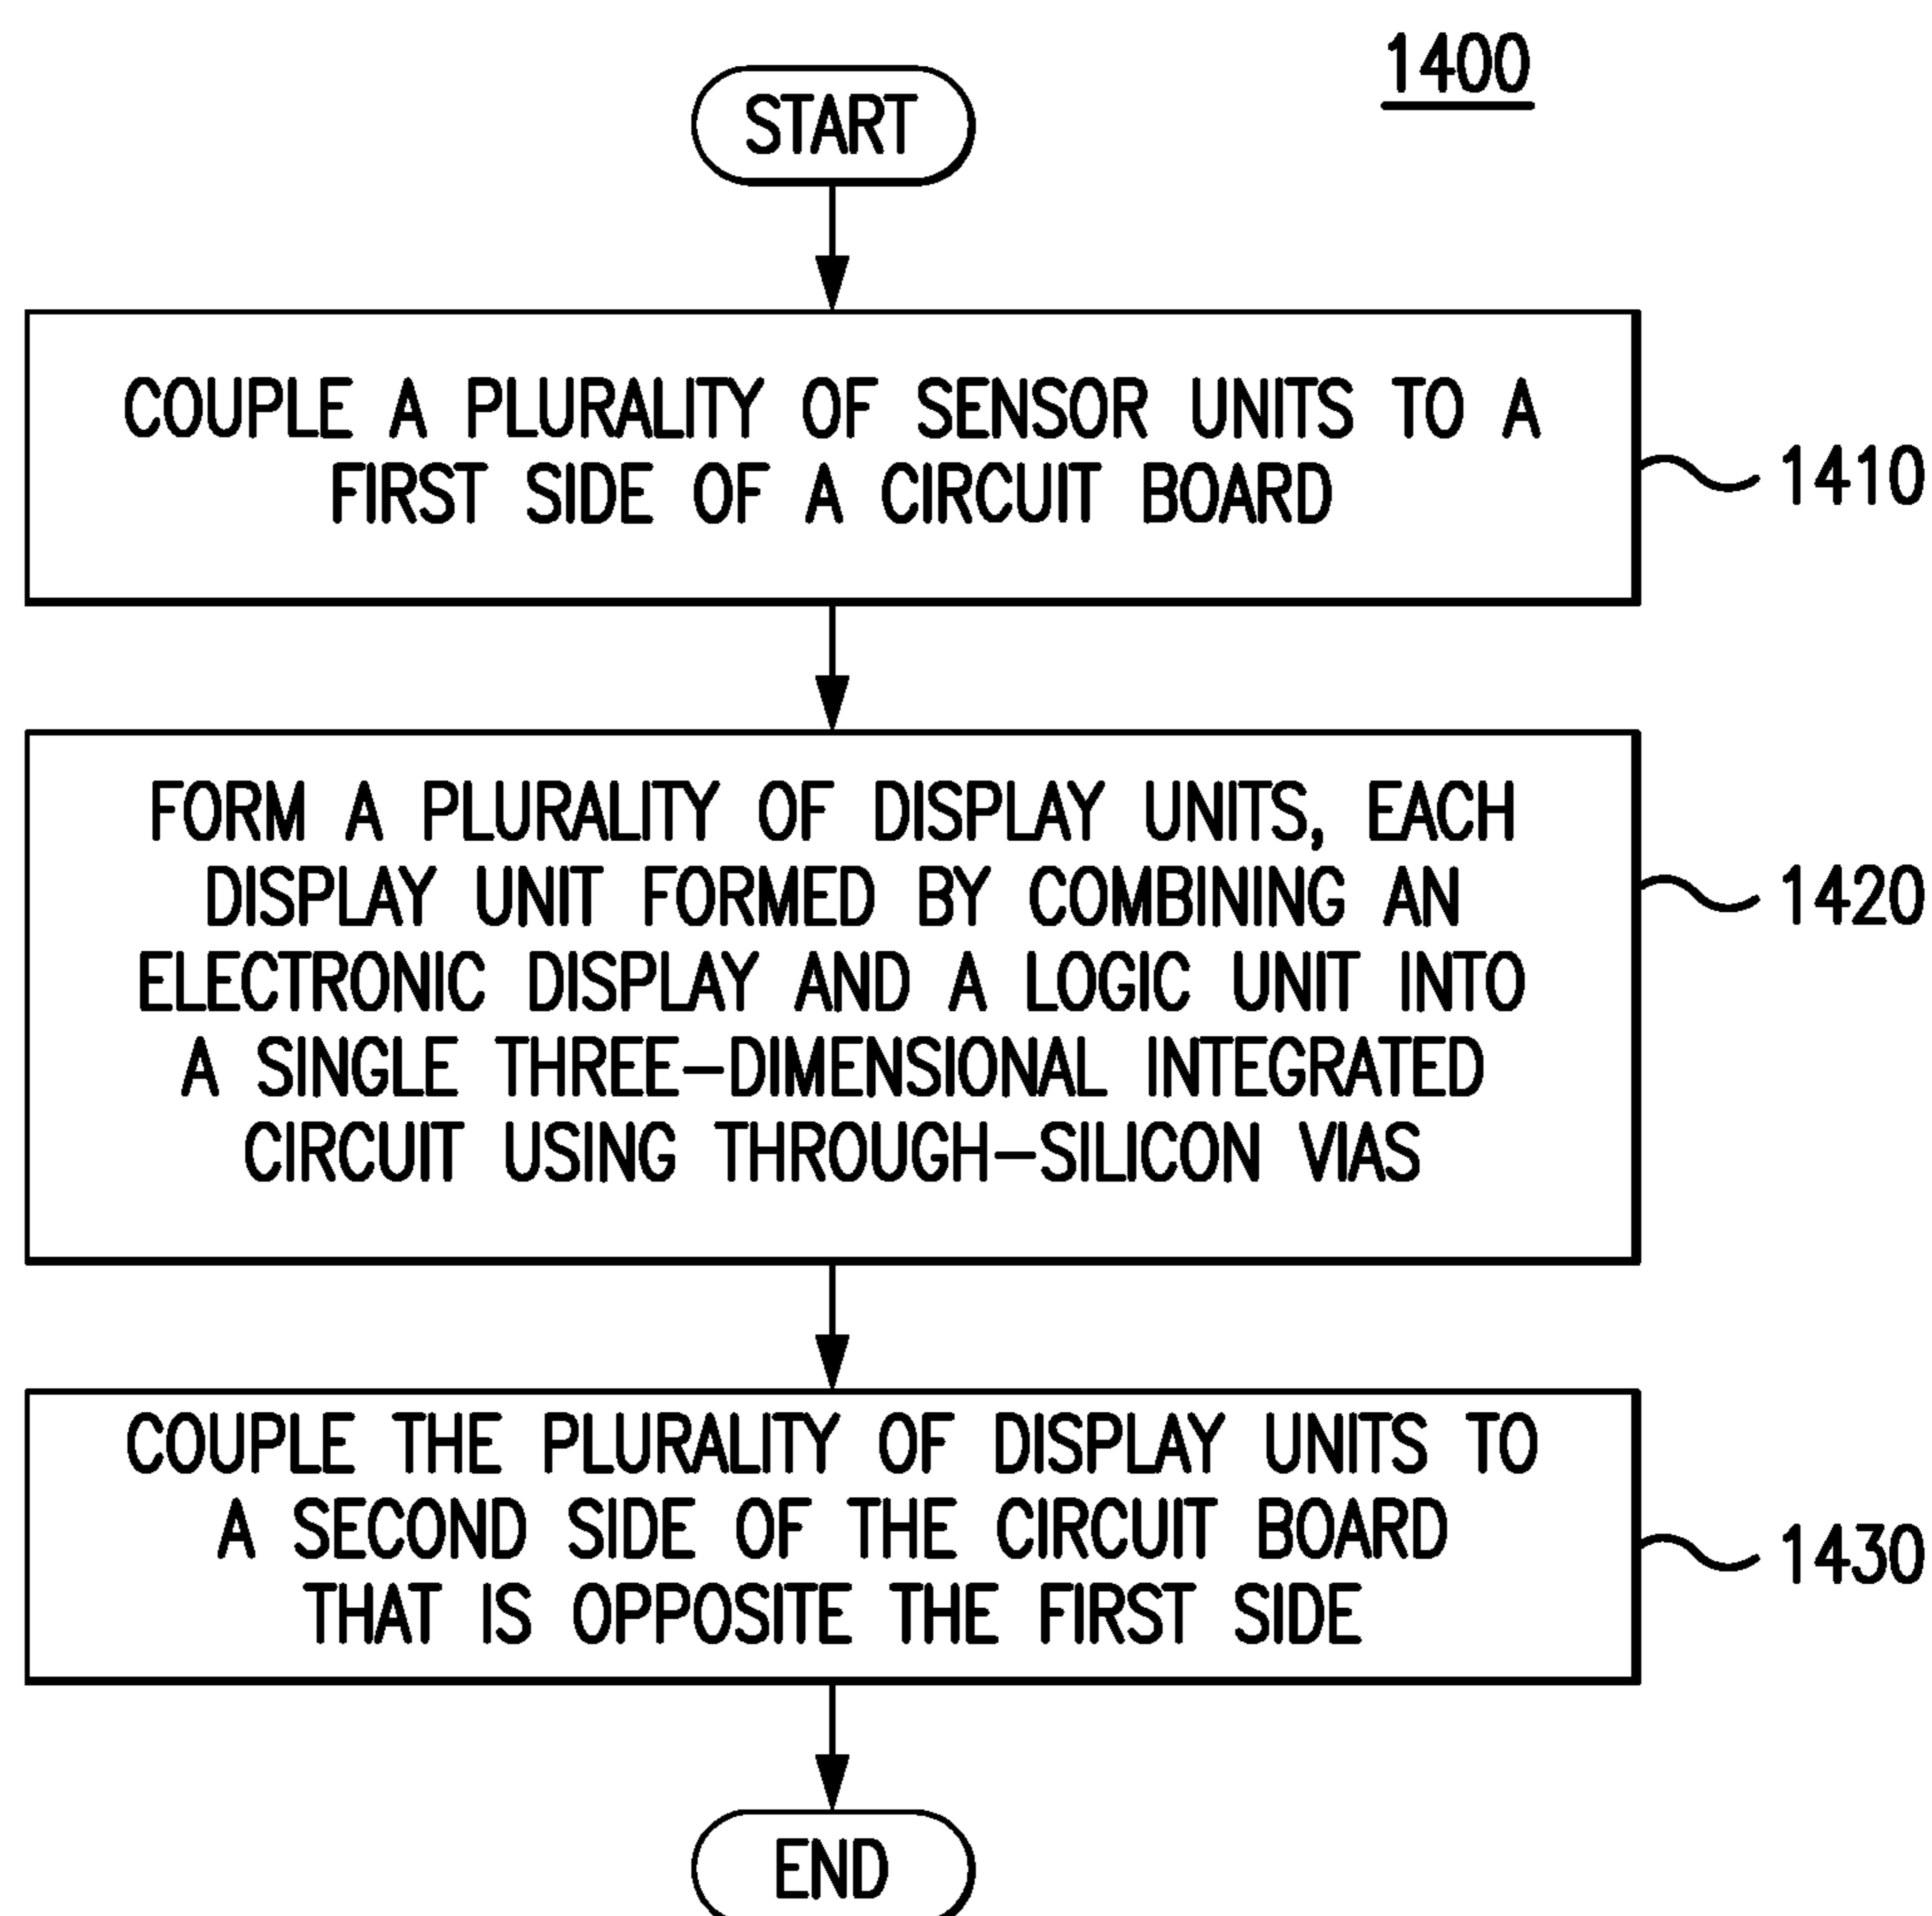 1400
START
COUPLE A PLURALITY OF SENSOR UNITS TO A
FIRST SIDE OF A CIRCUIT BOARD
1410
FORM A PLURALITY OF DISPLAY UNITS, EACH
DISPLAY UNIT FORMED BY COMBINING AN
ELECTRONIC DISPLAY AND A LOGIC UNIT INTO
A SINGLE THREE-DIMENSIONAL INTEGRATED
CIRCUIT USING THROUGH-SILICON VIAS
1420
COUPLE THE PLURALITY OF DISPLAY UNITS TO
A SECOND SIDE OF THE CIRCUIT BOARD
THAT IS OPPOSITE THE FIRST SIDE
1430
END